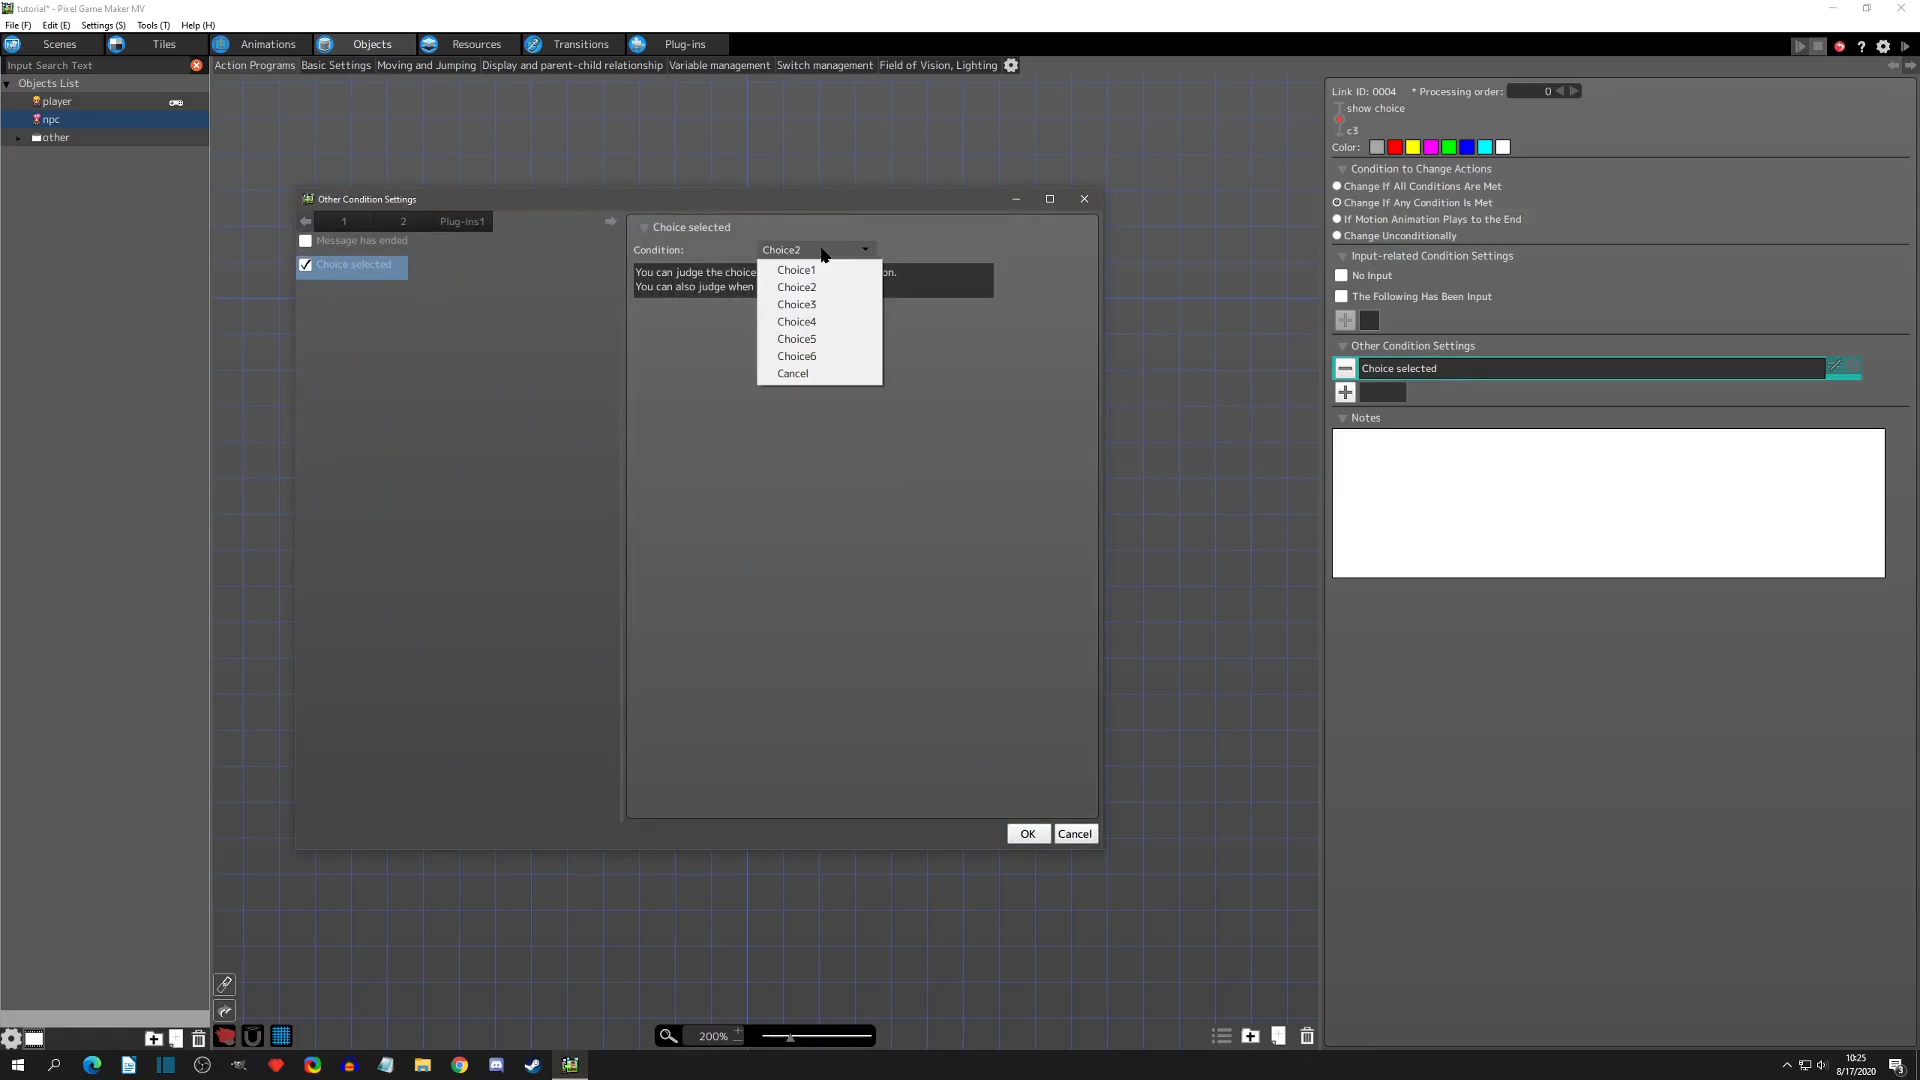 tutorial* - Pixel Game Maker MV
File (F) Edit (E) Settings (S) Tools (T) Help (H)
Scenes Tiles Animations Objects Resources Transitions Plug-ins
Input Search Text
Action Programs Basic Settings Moving and Jumping Display and parent-child relationship Variable management Switch management Field of Vision, Lighting
Objects List
player
npc
other
Other Condition Settings
1 2 Plug-ins1
Message has ended
Choice selected
Choice selected
Condition: Choice2
You can judge the choice on.
You can also judge when
Choice1
Choice2
Choice3
Choice4
Choice5
Choice6
Cancel
OK Cancel
Link ID: 0004 * Processing order: 0
show choice
c3
Color:
Condition to Change Actions
Change If All Conditions Are Met
Change If Any Condition Is Met
If Motion Animation Plays to the End
Change Unconditionally
Input-related Condition Settings
No Input
The Following Has Been Input
Other Condition Settings
Choice selected
Notes
200%
10:25
8/17/2020
3